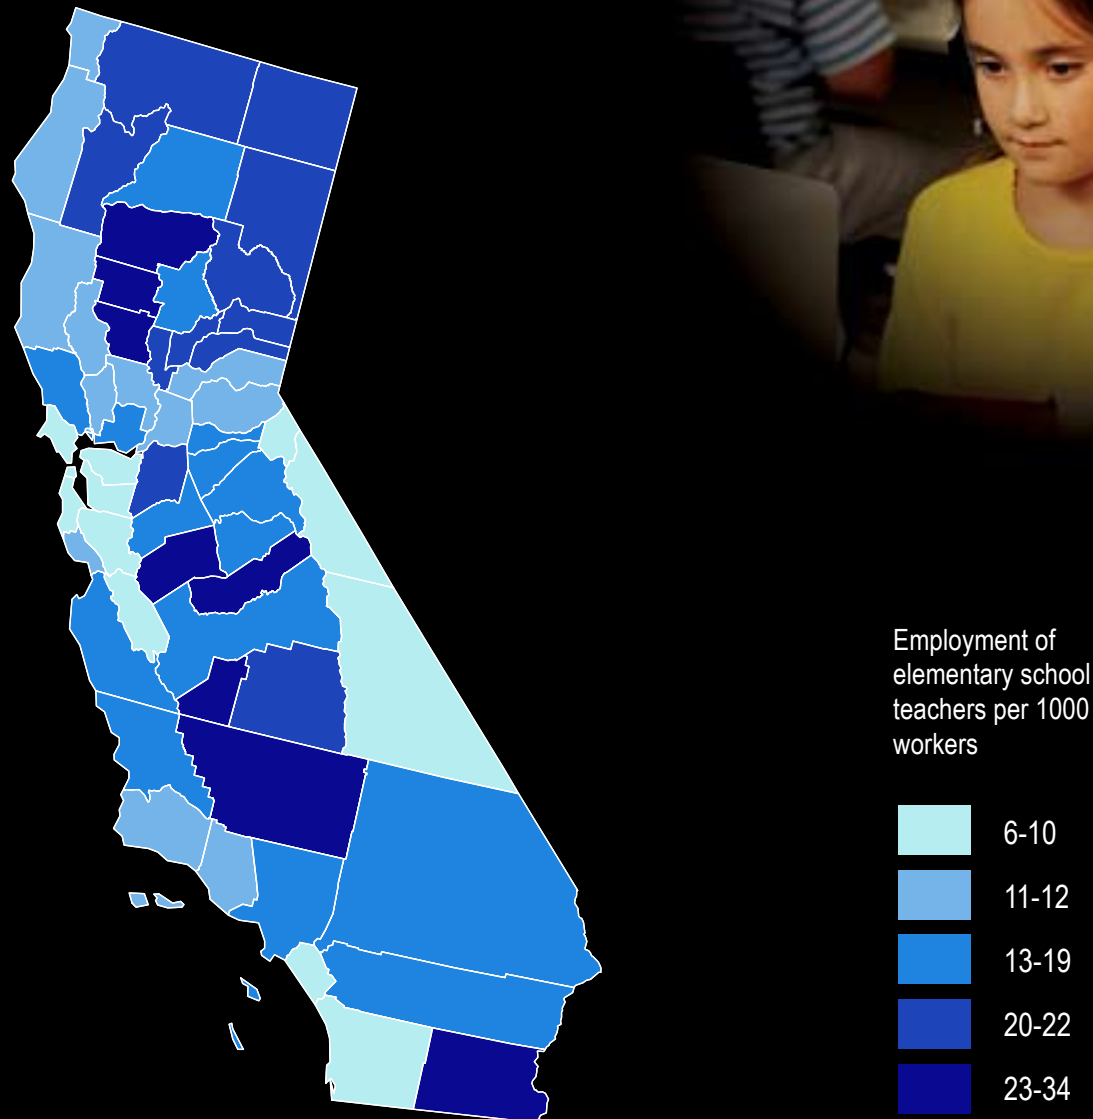 Employment of
elementary school
teachers per 1000
workers
6-10
11-12
13-19
20-22
23-34